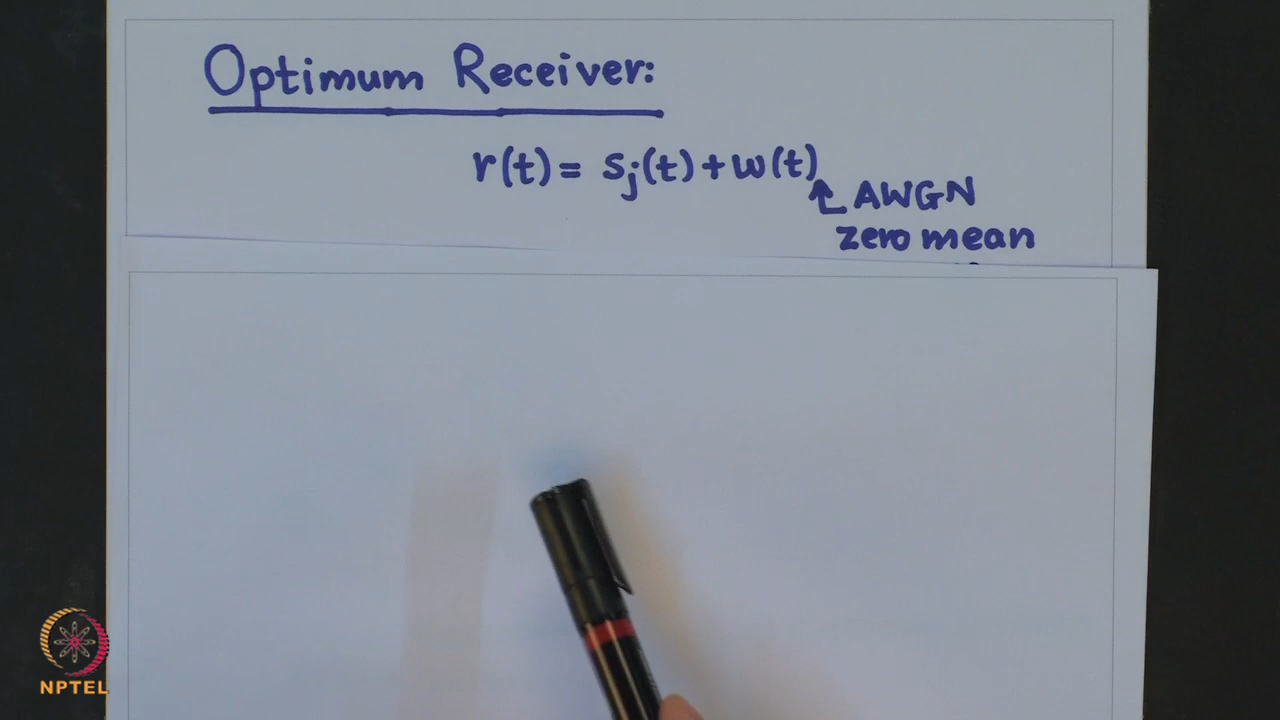 Optimum Receiver:
r(t) = sⱼ(t) + w(t)
AWGN
zero mean
NPTEL